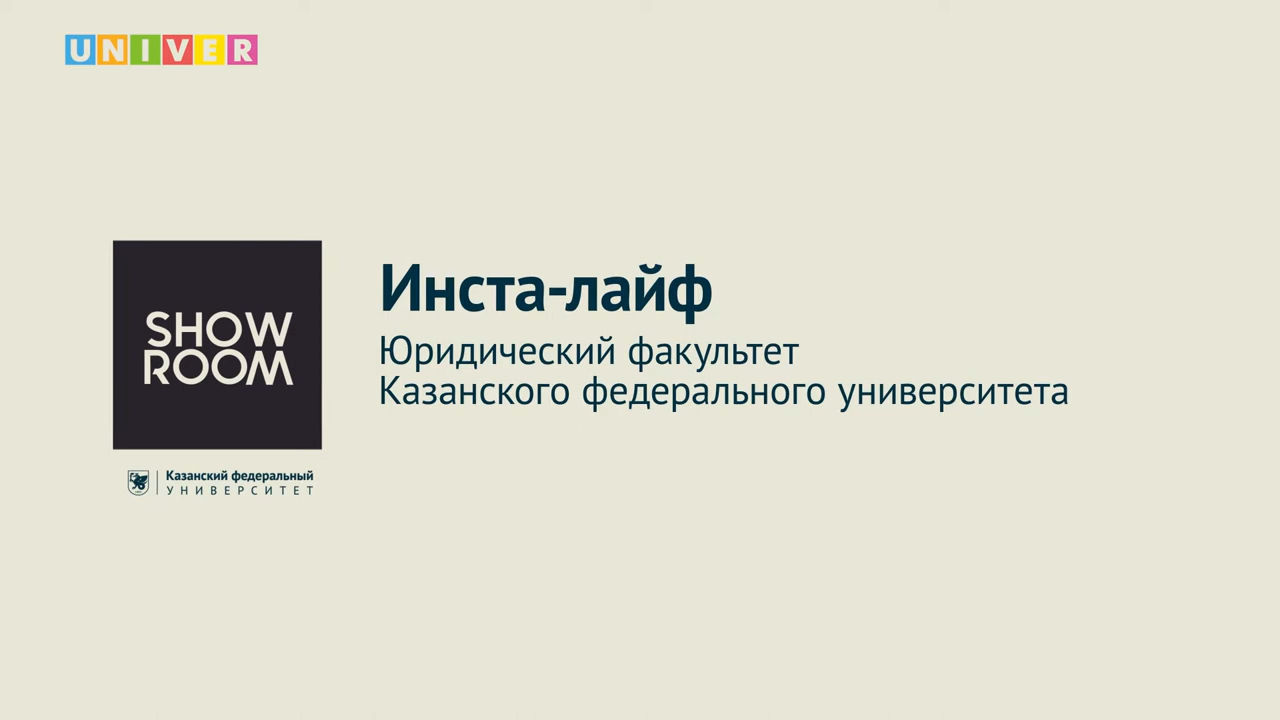 UNIVER
SHOW
ROOM
Казанский федеральный
УНИВЕРСИТЕТ
Инста-лайф
Юридический факультет
Казанского федерального университета